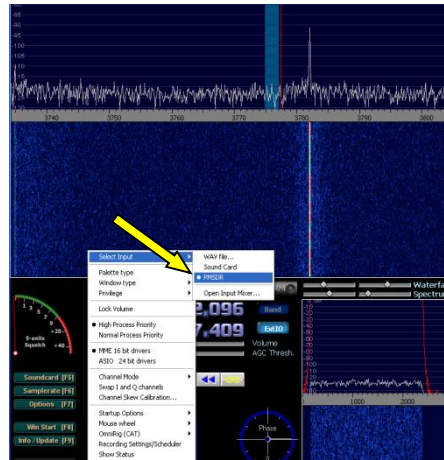 3740 3750 3760 3770 3780 3790 3800
Select Input
Palette type
Window type
Privilege
Lock Volume
High Process Priority
Normal Process Priority
MME 16 bit drivers
ASIO 24 bit drivers
Channel Mode
Swap I and Q channels
Channel Skew Calibration...
Startup Options
Mouse wheel
OmniRig (CAT)
Recording Settings/Scheduler
Show Status
WAV file...
Sound Card
PMSDR
Open Input Mixer...
Waterfa
Spectru
2,096
Band
7,409
ExtIO
Volume
AGC Thresh.
S-units
Squelch
Soundcard [F5]
Samplerate [F6]
Options [F7]
Win Start [F8]
Info / Update [F9]
Phase
1000 2000